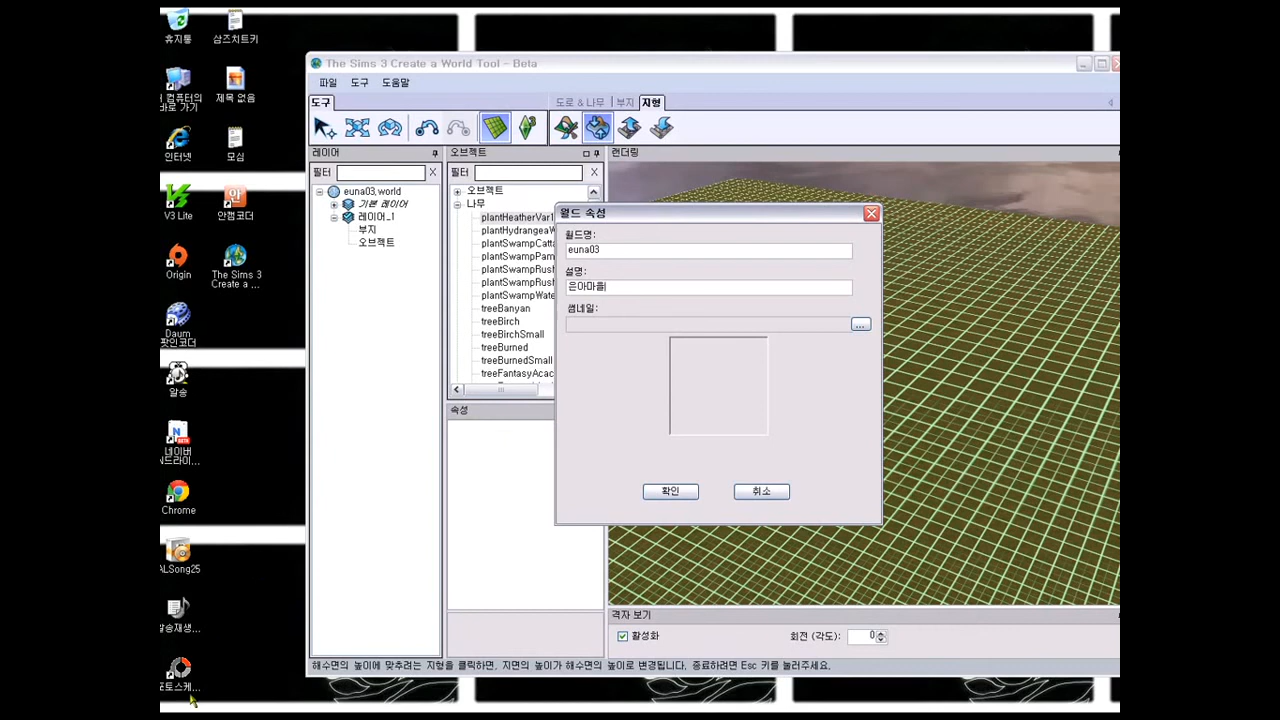 휴지통
삼즈치트키
컴퓨터의
바로 가기
제목 없음
인터넷
모심
V3 Lite
안캠코더
Origin
The Sims 3
Create a ...
Daum
팟인코더
알송
네이버
N드라이...
Chrome
ALSong25
알송재생...
포토스케...
The Sims 3 Create a World Tool - Beta
파일 도구 도움말
도구
도로 & 나무 부지 지형
레이어
오브젝트
렌더링
필터 X
필터 X
euna03.world
기본 레이어
레이어_1
부지
오브젝트
오브젝트
나무
plantHeatherVar1
plantHydrangeaW
plantSwampCatta
plantSwampPam
plantSwampRush
plantSwampRush
plantSwampWate
treeBanyan
treeBirch
treeBirchSmall
treeBurned
treeBurnedSmall
treeFantasyAcac
속성
월드 속성
월드명:
euna03
설명:
은아마을
썸네일:
...
확인 취소
격자 보기
활성화 회전 (각도): 0
해수면의 높이에 맞추려는 지형을 클릭하면, 지면의 높이가 해수면의 높이로 변경됩니다. 종료하려면 Esc 키를 눌러주세요.